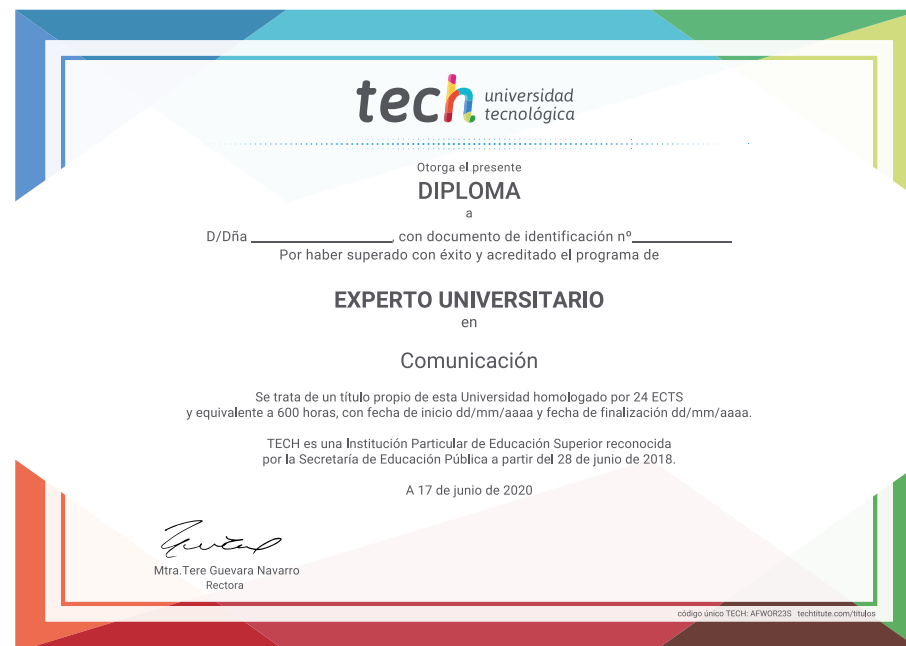 tech universidad
tecnológica
Otorga el presente
DIPLOMA
a
D/Dña ____________________, con documento de identificación nº______________
Por haber superado con éxito y acreditado el programa de
EXPERTO UNIVERSITARIO
en
Comunicación
Se trata de un título propio de esta Universidad homologado por 24 ECTS
y equivalente a 600 horas, con fecha de inicio dd/mm/aaaa y fecha de finalización dd/mm/aaaa.
TECH es una Institución Particular de Educación Superior reconocida
por la Secretaría de Educación Pública a partir del 28 de junio de 2018.
A 17 de junio de 2020
Mtra.Tere Guevara Navarro
Rectora
código único TECH: AFWOR23S techtitute.com/titulos